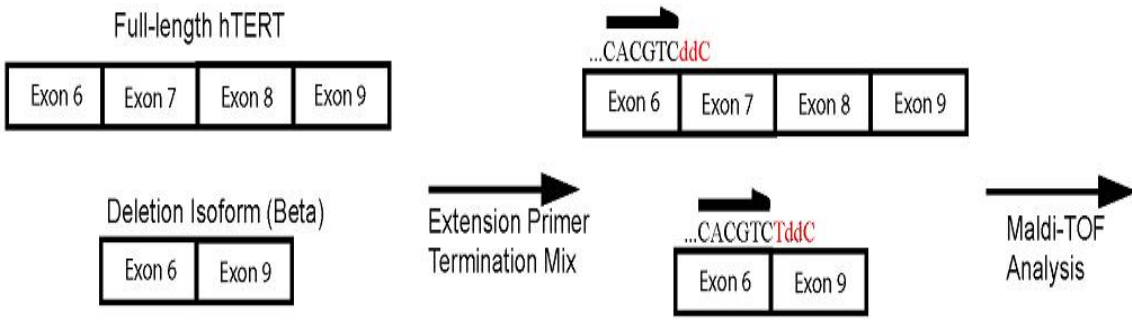 Full-length hTERT
Exon 6 Exon 7 Exon 8 Exon 9
Deletion Isoform (Beta)
Exon 6 Exon 9
Extension Primer
Termination Mix
...CACGTCddC
Exon 6 Exon 7 Exon 8 Exon 9
...CACGTCTddC
Exon 6 Exon 9
Maldi-TOF
Analysis